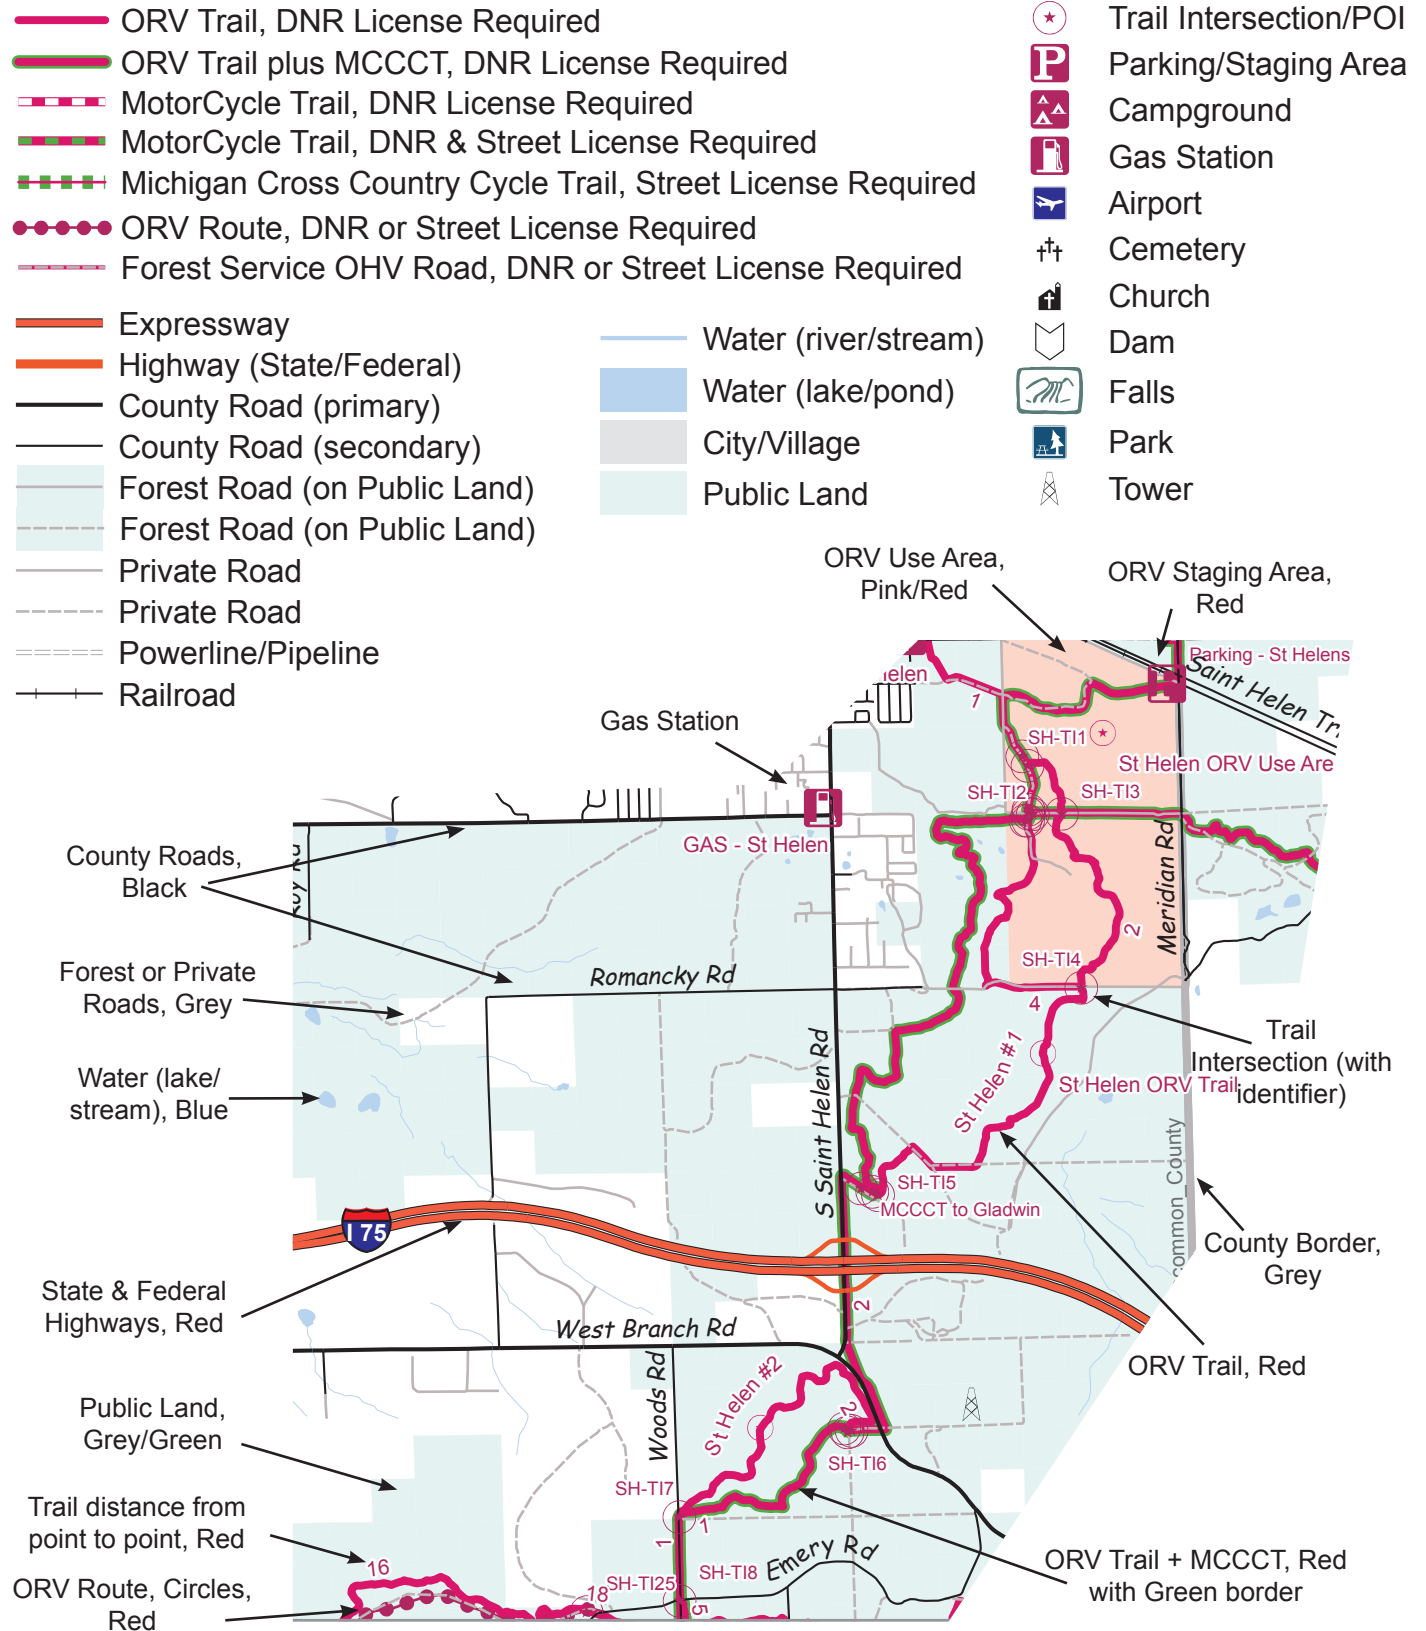 ORV Trail, DNR License Required
ORV Trail plus MCCCT, DNR License Required
MotorCycle Trail, DNR License Required
MotorCycle Trail, DNR & Street License Required
Michigan Cross Country Cycle Trail, Street License Required
ORV Route, DNR or Street License Required
Forest Service OHV Road, DNR or Street License Required
Expressway
Highway (State/Federal)
County Road (primary)
County Road (secondary)
Forest Road (on Public Land)
Forest Road (on Public Land)
Private Road
Private Road
Powerline/Pipeline
Railroad
Water (river/stream)
Water (lake/pond)
City/Village
Public Land
Trail Intersection/POI
P
Parking/Staging Area
Campground
Gas Station
Airport
Cemetery
Church
Dam
Falls
Park
Tower
ORV Use Area,
Pink/Red
ORV Staging Area,
Red
Parking - St Helens
Saint Helen Tr
elen
1
Gas Station
SH-TI1
St Helen ORV Use Are
SH-TI2
SH-TI3
GAS - St Helen
County Roads,
Black
Meridian Rd
2
SH-TI4
Romancky Rd
4
Forest or Private
Roads, Grey
Trail
Intersection (with
identifier)
S Saint Helen Rd
St Helen #1
St Helen ORV Trail
Water (lake/
stream), Blue
common_County
SH-TI5
MCCCT to Gladwin
I 75
County Border,
Grey
State & Federal
Highways, Red
2
West Branch Rd
ORV Trail, Red
Woods Rd
St Helen #2
2
Public Land,
Grey/Green
SH-TI6
SH-TI7
1
1
Trail distance from
point to point, Red
16
Emery Rd
ORV Trail + MCCCT, Red
with Green border
SH-TI8
SH-TI25
18
5
ORV Route, Circles,
Red